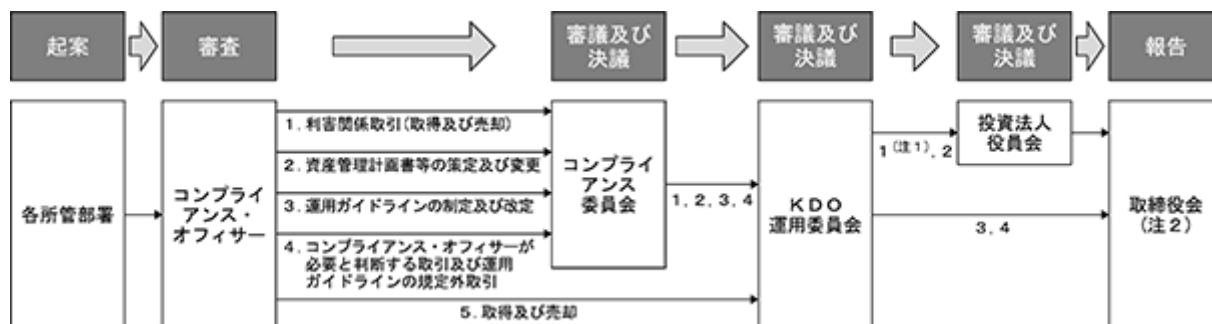 起案
審査
審議及び
決議
審議及び
決議
審議及び
決議
報告
各所管部署
コンプライ
アンス・
オフィサー
1. 利害関係取引(取得及び売却)
2. 資産管理計画書等の策定及び変更
3. 運用ガイドラインの制定及び改定
4. コンプライアンス・オフィサーが
必要と判断する取引及び運用
ガイドラインの規定外取引
5. 取得及び売却
コンプライ
アンス
委員会
1, 2, 3, 4
KDO
運用委員会
1(注1), 2
3, 4
投資法人
役員会
取締役会
(注2)